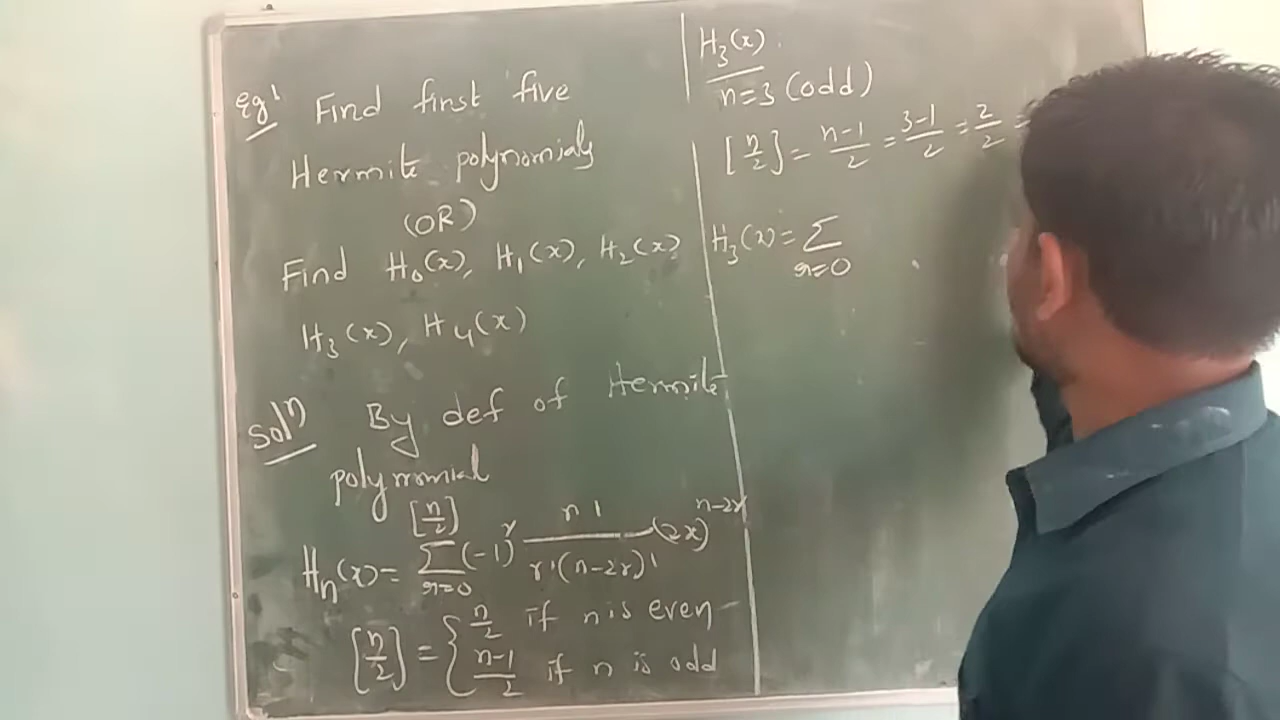 Eg! Find first five
Hermite polynomials
(OR)
Find H₀(x), H₁(x), H₂(x)
H₃(x), H₄(x)
Solⁿ By def of Hermite
polynomial
Hₙ(x) = Σ_{r=0}^{[n/2]} (-1)^r n! / r!(n-2r)! (2x)^{n-2r}
[n/2] = { n/2 if n is even
n-1/2 if n is odd
H₃(x)
n=3 (odd)
[n/2] = n-1/2 = 3-1/2 = 2/2 =
H₃(x) = Σ_{r=0}